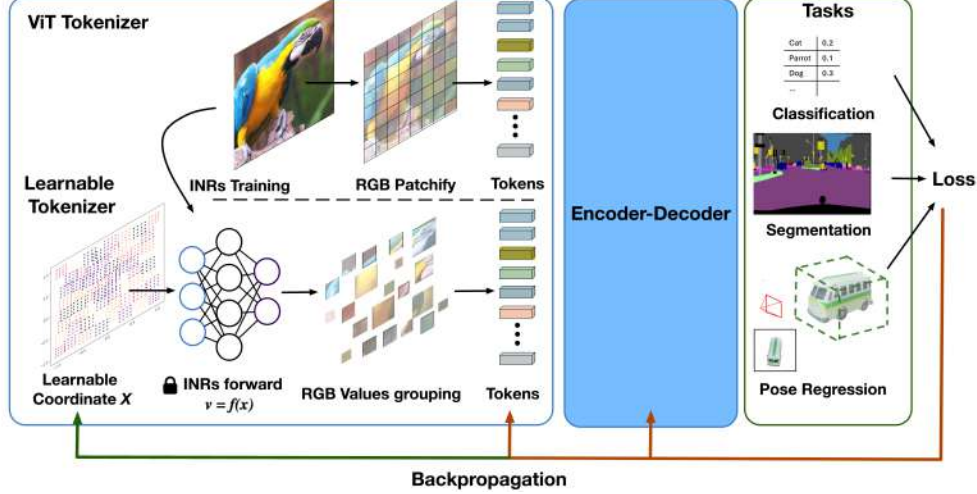 ViT Tokenizer
INRs Training
RGB Patchify
Tokens
Learnable
Tokenizer
Learnable
Coordinate X
INRs forward
v = f(x)
RGB Values grouping
Tokens
Encoder-Decoder
Tasks
Cat 0.2
Parrot 0.1
Dog 0.3
...
Classification
Segmentation
Pose Regression
Loss
Backpropagation